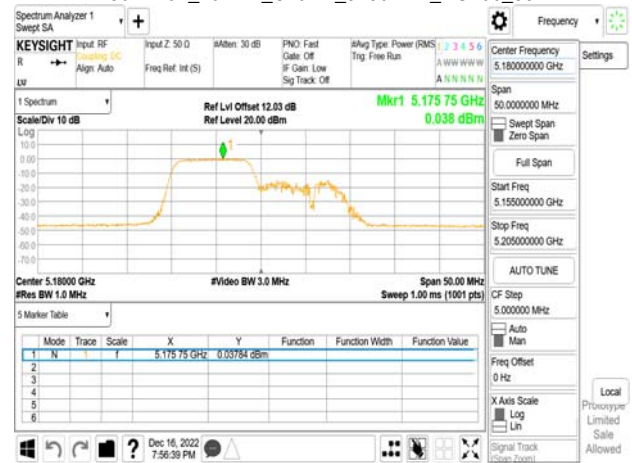 Spectrum Analyzer 1
Swept SA
Frequency
KEYSIGHT
R
LXI
Input: RF
Coupling: DC
Align: Auto
Input Z: 50 Ω
Freq Ref: Int (S)
#Atten: 30 dB
PNO: Fast
Gate: Off
IF Gain: Low
Sig Track: Off
#Avg Type: Power (RMS
Trig: Free Run
1 2 3 4 5 6
A W W W W W
A N N N N N
1 Spectrum
Scale/Div 10 dB
Ref Lvl Offset 12.03 dB
Ref Level 20.00 dBm
Mkr1 5.175 75 GHz
0.038 dBm
Log
10.0
0.00
-10.0
-20.0
-30.0
-40.0
-50.0
-60.0
-70.0
1
Center 5.18000 GHz
#Res BW 1.0 MHz
#Video BW 3.0 MHz
Span 50.00 MHz
Sweep 1.00 ms (1001 pts)
5 Marker Table
Mode Trace Scale X Y Function Function Width Function Value
1 N 1 f 5.175 75 GHz 0.03784 dBm
2
3
4
5
6
Dec 16, 2022
7:56:39 PM
Center Frequency
5.180000000 GHz
Span
50.0000000 MHz
Swept Span
Zero Span
Full Span
Start Freq
5.155000000 GHz
Stop Freq
5.205000000 GHz
AUTO TUNE
CF Step
5.000000 MHz
Auto
Man
Freq Offset
0 Hz
X Axis Scale
Log
Lin
Signal Track
(Span Zoom)
Settings
Local
Prototype
Limited
Sale
Allowed